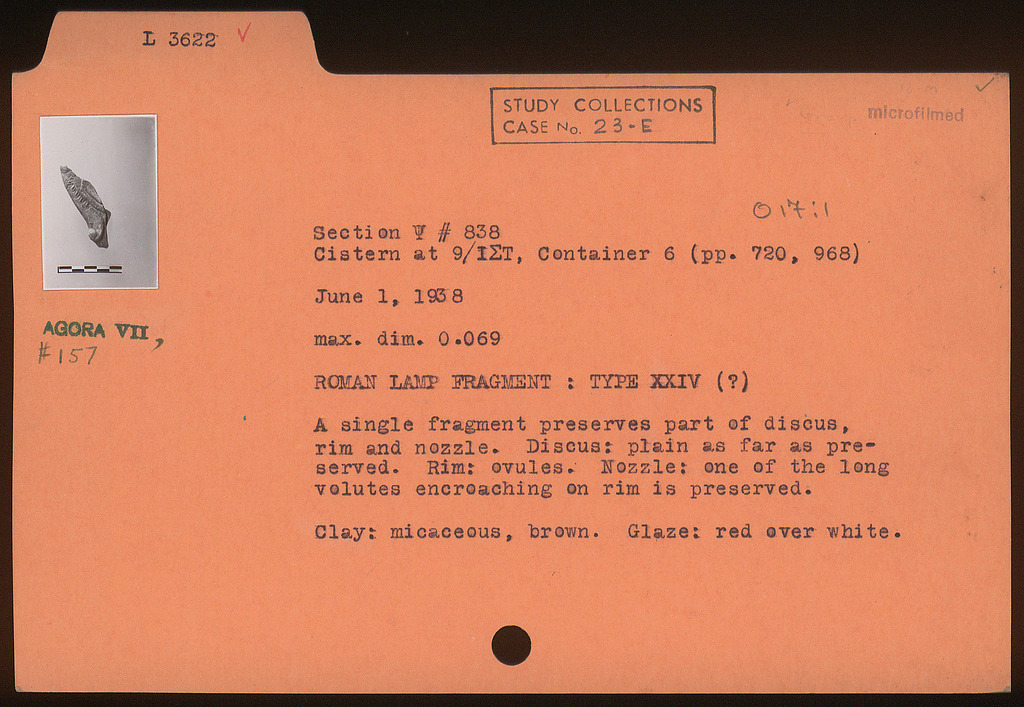 L 3622 ✓
STUDY COLLECTIONS
CASE No. 23-E
microfilmed
O 17:1
Section Ψ # 838
Cistern at 9/ΙΣΤ, Container 6 (pp. 720, 968)
June 1, 1938
max. dim. 0.069
AGORA VII,
#157
ROMAN LAMP FRAGMENT : TYPE XXIV (?)
A single fragment preserves part of discus,
rim and nozzle. Discus: plain as far as pre-
served. Rim: ovules. Nozzle: one of the long
volutes encroaching on rim is preserved.
Clay: micaceous, brown. Glaze: red over white.